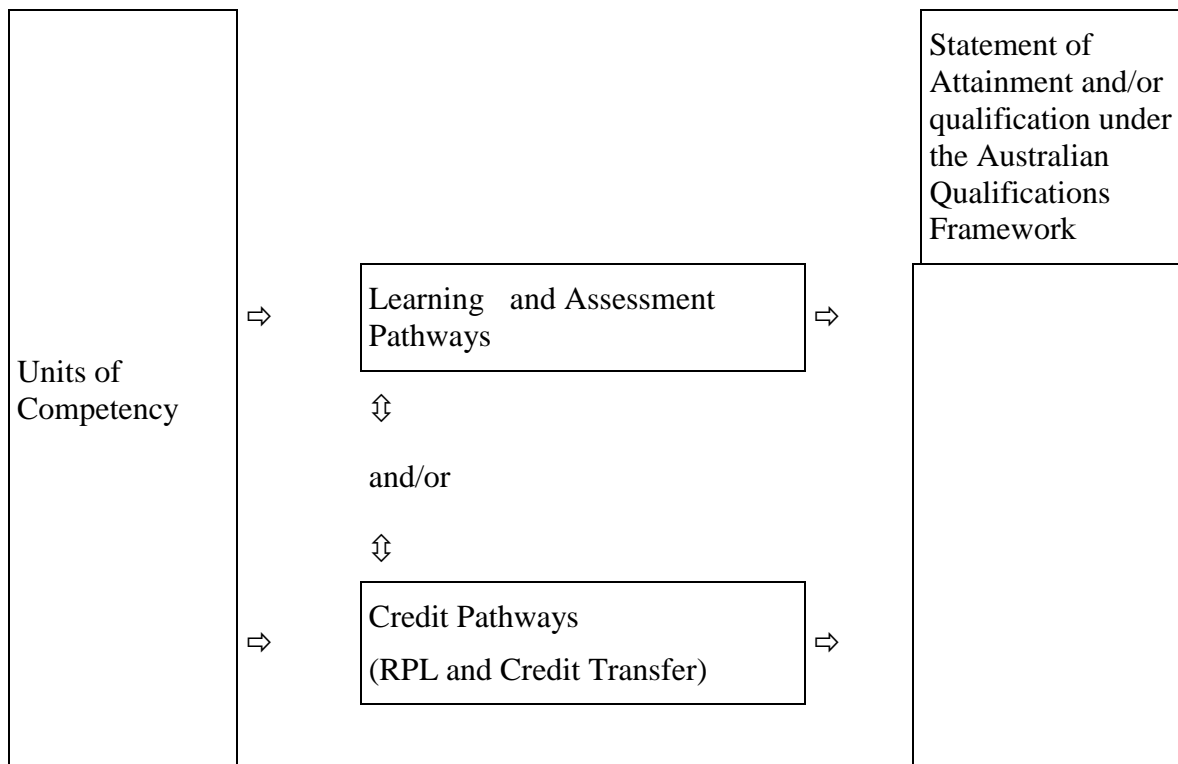 Statement of
Attainment and/or
qualification under
the Australian
Qualifications
Framework
⇨
Learning and Assessment
Pathways
⇨
Units of
Competency
⇕
and/or
⇕
⇨
Credit Pathways
(RPL and Credit Transfer)
⇨